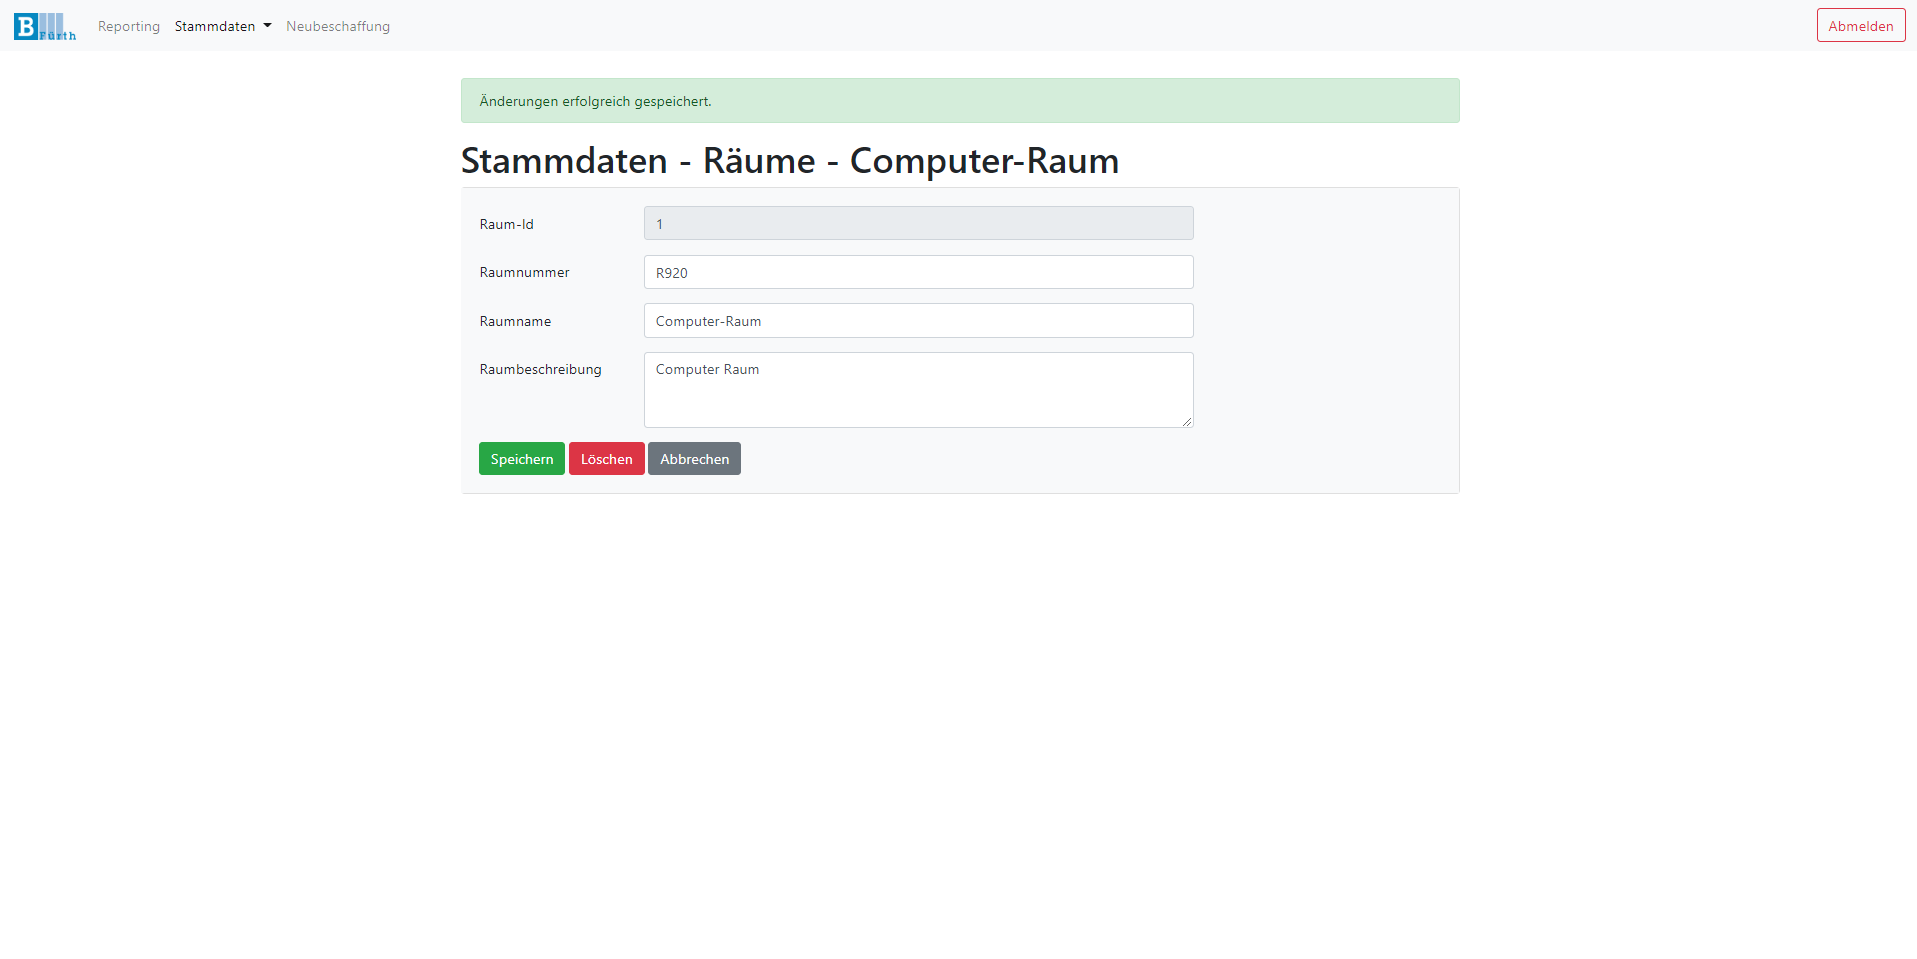 B Fürth Reporting Stammdaten Neubeschaffung Abmelden
Änderungen erfolgreich gespeichert.
Stammdaten - Räume - Computer-Raum
Raum-Id 1
Raumnummer R920
Raumname Computer-Raum
Raumbeschreibung Computer Raum
Speichern Löschen Abbrechen